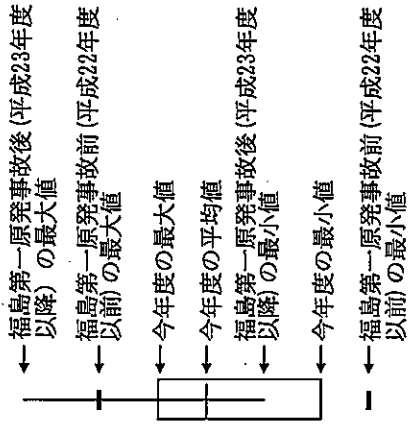 福島第一原発事故後(平成23年度
以降)の最大値
福島第一原発事故前(平成22年度
以前)の最大値
今年度の最大値
今年度の平均値
福島第一原発事故後(平成23年度
以降)の最小値
今年度の最小値
福島第一原発事故前(平成22年度
以前)の最小値